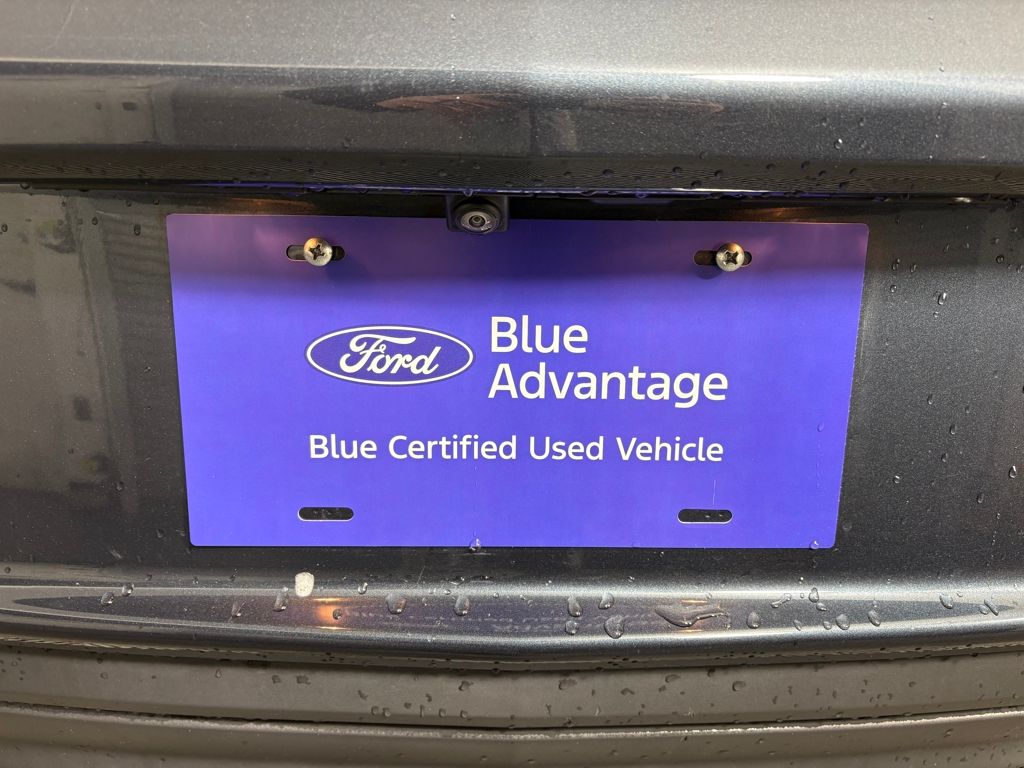 Ford
Blue
Advantage
Blue Certified Used Vehicle